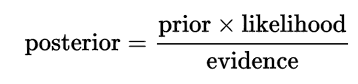 posterior = prior × likelihood / evidence